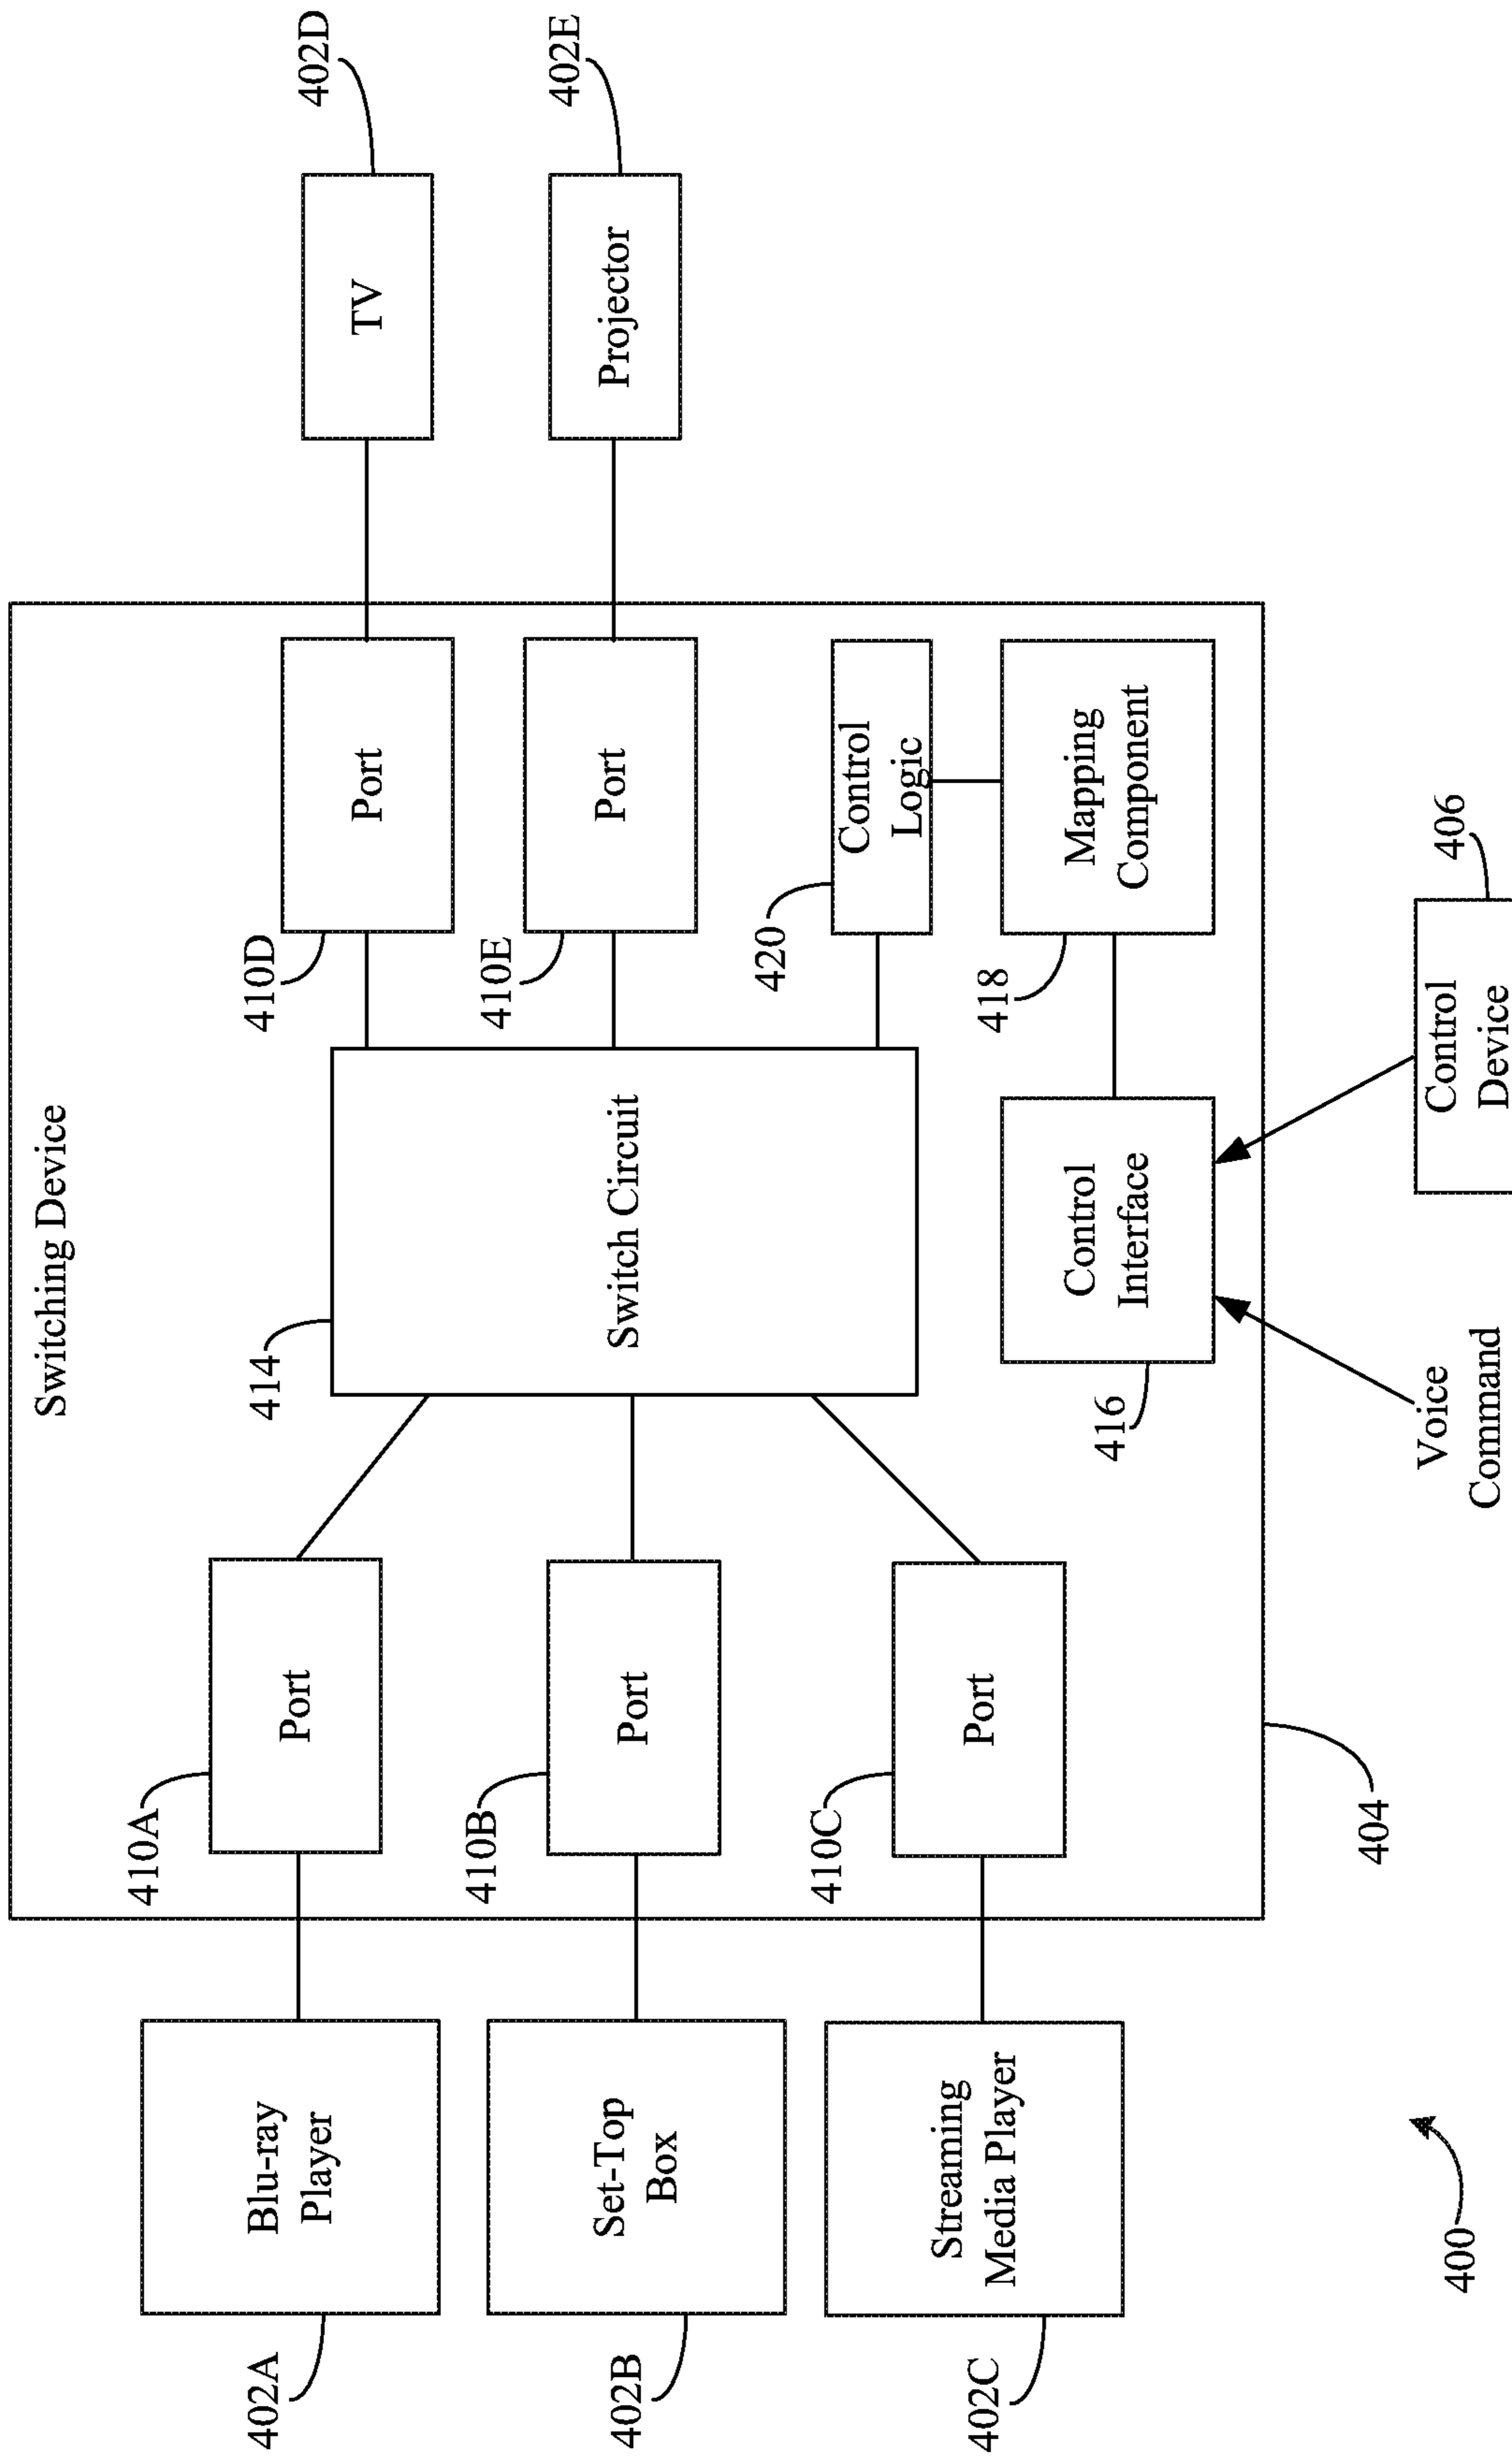 Switching Device
402A
Blu-ray
Player
410A
Port
414
Switch Circuit
410D
Port
TV
402D
402B
Set-Top
Box
410B
Port
410E
Port
Projector
402E
402C
Streaming
Media Player
410C
Port
420
Control
Logic
416
Control
Interface
418
Mapping
Component
404
Voice
Command
Control
Device
406
400